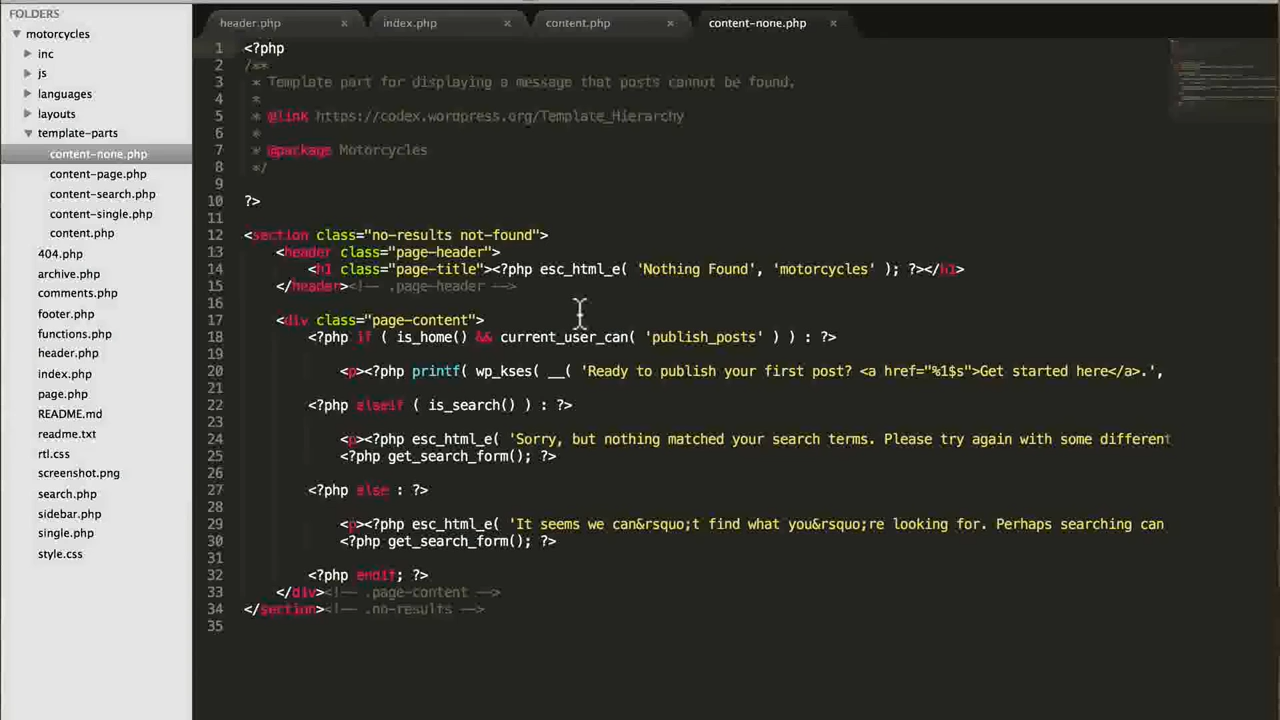 FOLDERS
motorcycles
inc
js
languages
layouts
template-parts
content-none.php
content-page.php
content-search.php
content-single.php
content.php
404.php
archive.php
comments.php
footer.php
functions.php
header.php
index.php
page.php
README.md
readme.txt
rtl.css
screenshot.png
search.php
sidebar.php
single.php
style.css
header.php × index.php × content.php × content-none.php ×
1 <?php
2 /**
3 * Template part for displaying a message that posts cannot be found.
4 *
5 * @link https://codex.wordpress.org/Template_Hierarchy
6 *
7 * @package Motorcycles
8 */
9
10 ?>
11
12 <section class="no-results not-found">
13 <header class="page-header">
14 <h1 class="page-title"><?php esc_html_e( 'Nothing Found', 'motorcycles' ); ?></h1>
15 </header><!-- .page-header -->
16
17 <div class="page-content">
18 <?php if ( is_home() && current_user_can( 'publish_posts' ) ) : ?>
19
20 <p><?php printf( wp_kses( __( 'Ready to publish your first post? <a href="%1$s">Get started here</a>.',
21
22 <?php elseif ( is_search() ) : ?>
23
24 <p><?php esc_html_e( 'Sorry, but nothing matched your search terms. Please try again with some different
25 <?php get_search_form(); ?>
26
27 <?php else : ?>
28
29 <p><?php esc_html_e( 'It seems we can&rsquo;t find what you&rsquo;re looking for. Perhaps searching can
30 <?php get_search_form(); ?>
31
32 <?php endif; ?>
33 </div><!-- .page-content -->
34 </section><!-- .no-results -->
35